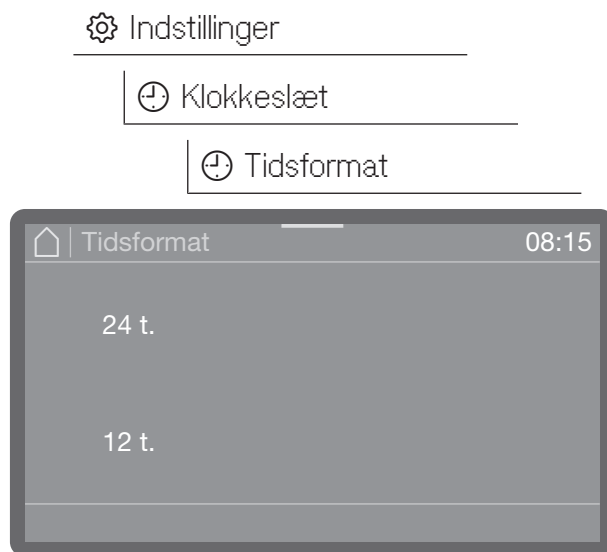 Indstillinger
Klokkeslæt
Tidsformat
Tidsformat 08:15
24 t.
12 t.